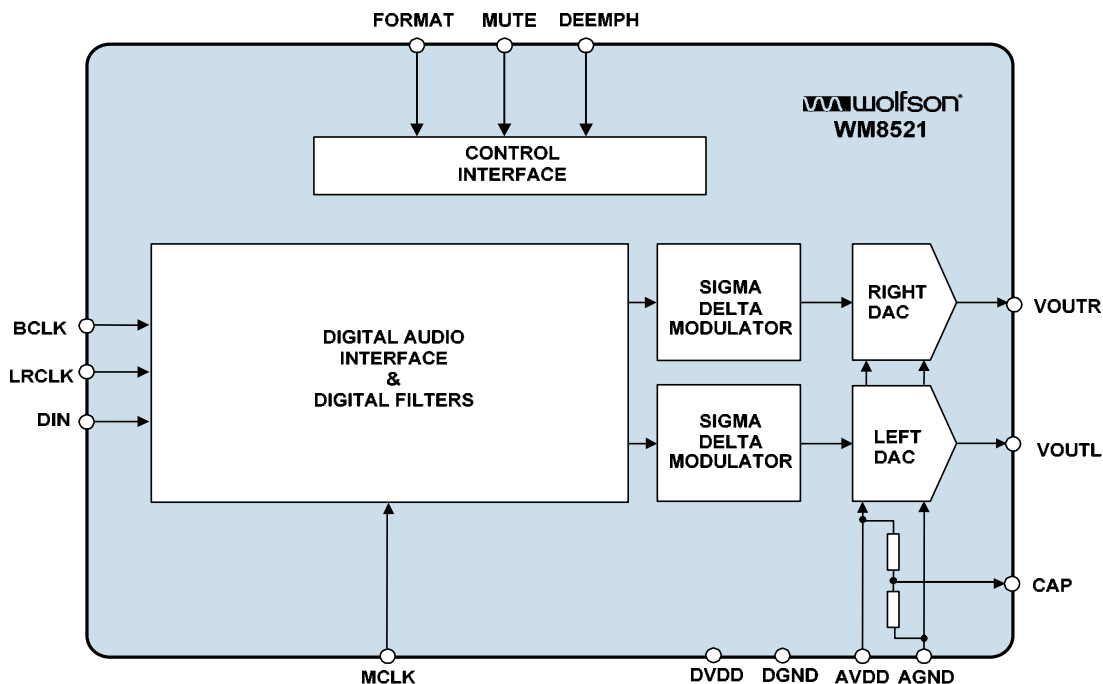 FORMAT MUTE DEEMPH
wolfson®
WM8521
CONTROL
INTERFACE
BCLK
LRCLK
DIN
DIGITAL AUDIO
INTERFACE
&
DIGITAL FILTERS
SIGMA
DELTA
MODULATOR
RIGHT
DAC
VOUTR
SIGMA
DELTA
MODULATOR
LEFT
DAC
VOUTL
CAP
MCLK DVDD DGND AVDD AGND